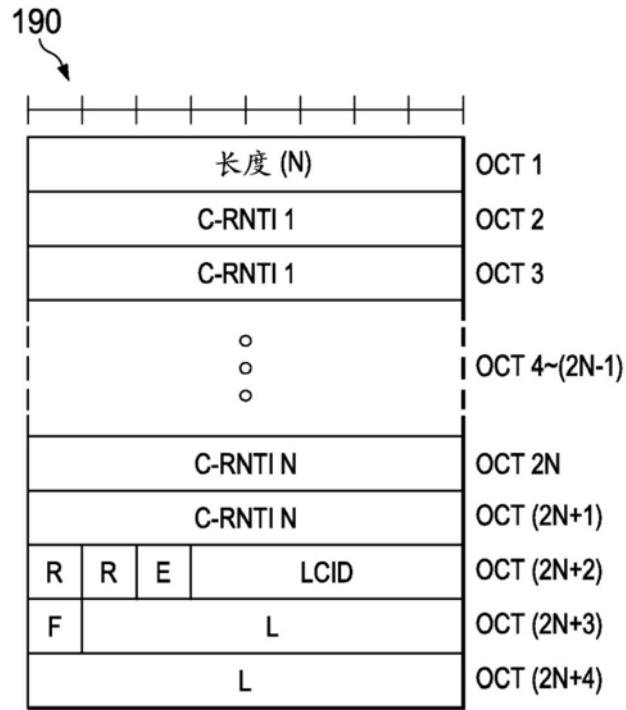 190
长度 (N) OCT 1
C-RNTI 1 OCT 2
C-RNTI 1 OCT 3
OCT 4~(2N-1)
C-RNTI N OCT 2N
C-RNTI N OCT (2N+1)
R R E LCID OCT (2N+2)
F L OCT (2N+3)
L OCT (2N+4)